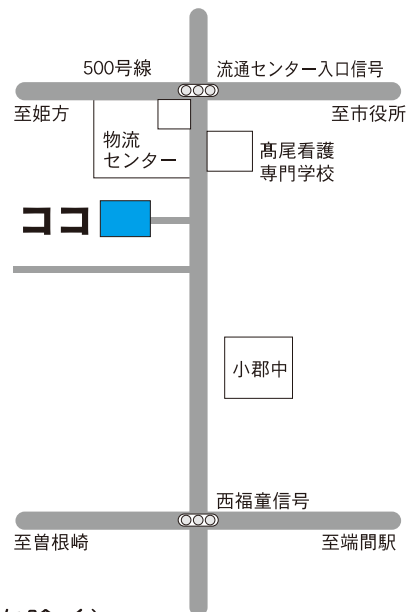 500号線
流通センター入口信号
至姫方
至市役所
物流
センター
髙尾看護
専門学校
ココ
小郡中
西福童信号
至曽根崎
至端間駅